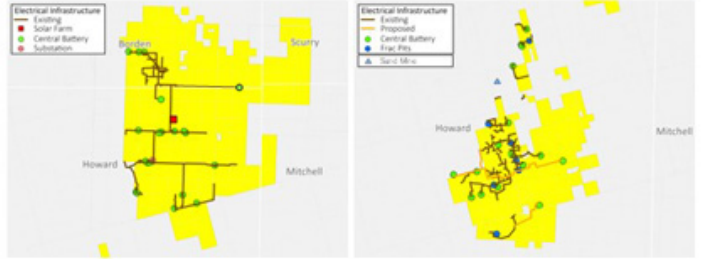 Electrical Infrastructure
Existing
Solar Farm
Central Battery
Substation
Borden
Scurry
Howard
Mitchell
Electrical Infrastructure
Existing
Proposed
Central Battery
Frac Pits
Sand Mine
Howard
Mitchell